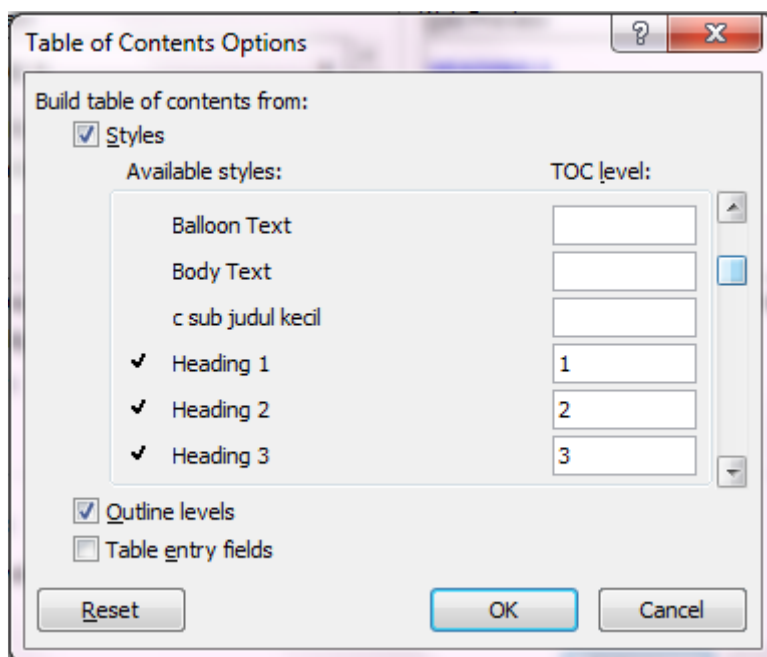 Table of Contents Options
Build table of contents from:
Styles
Available styles: TOC level:
Balloon Text
Body Text
c sub judul kecil
Heading 1 1
Heading 2 2
Heading 3 3
Outline levels
Table entry fields
Reset OK Cancel